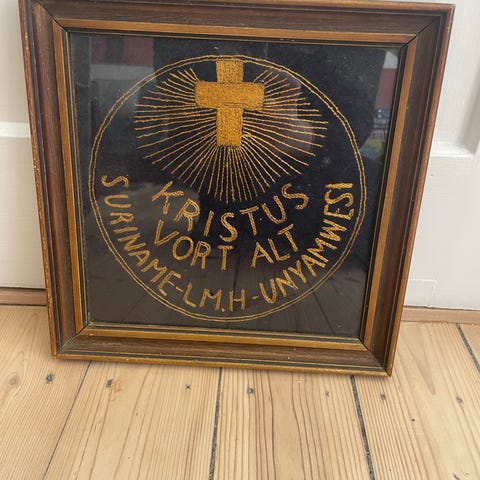 KRISTUS
VORT ALT
SURINAME-L.M.H-UNYAMWESI